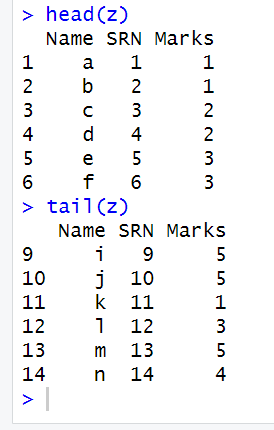 > head(z)
  Name SRN Marks
1    a   1     1
2    b   2     1
3    c   3     2
4    d   4     2
5    e   5     3
6    f   6     3
> tail(z)
   Name SRN Marks
9     i   9     5
10    j  10     5
11    k  11     1
12    l  12     3
13    m  13     5
14    n  14     4
>